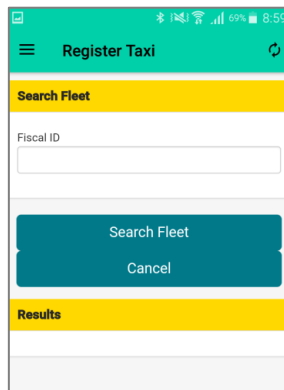 69% 8:59
Register Taxi
Search Fleet
Fiscal ID
Search Fleet
Cancel
Results